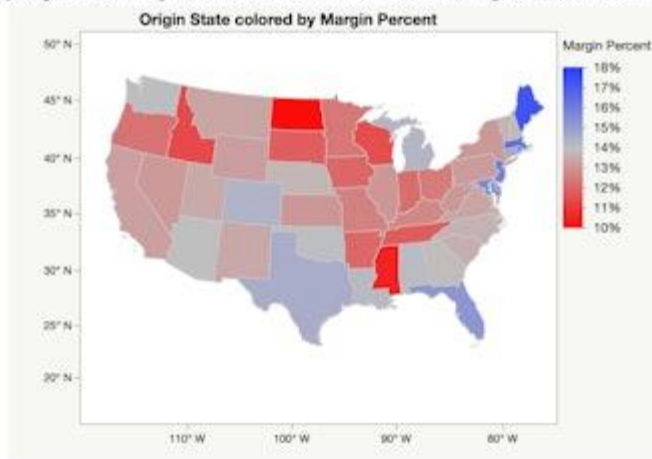 Origin State colored by Margin Percent
Margin Percent
50° N
45° N
40° N
35° N
30° N
25° N
20° N
110° W
100° W
90° W
80° W
18%
17%
16%
15%
14%
13%
12%
11%
10%